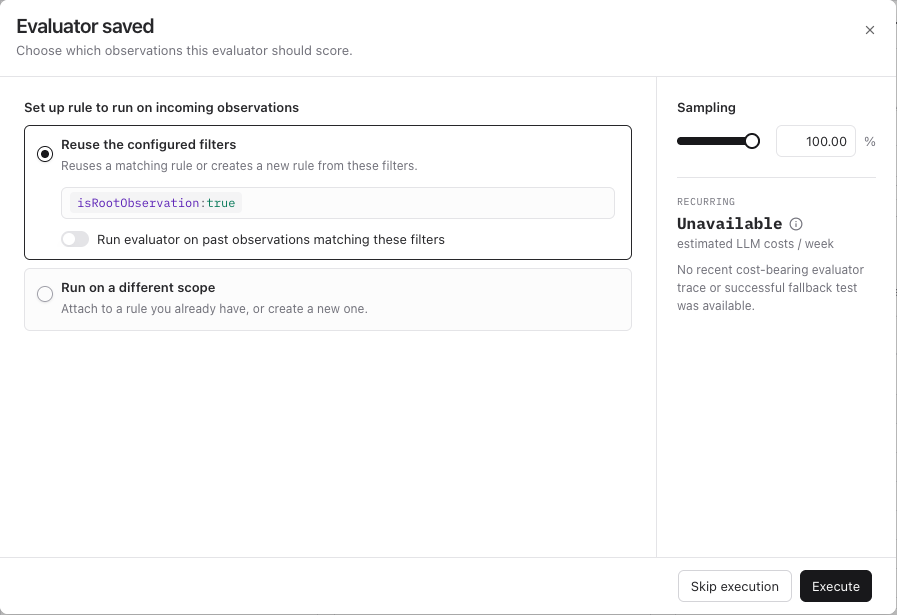 Evaluator saved
Choose which observations this evaluator should score.
Set up rule to run on incoming observations
Reuse the configured filters
Reuses a matching rule or creates a new rule from these filters.
isRootObservation:true
Run evaluator on past observations matching these filters
Run on a different scope
Attach to a rule you already have, or create a new one.
Sampling
100.00 %
RECURRING
Unavailable
estimated LLM costs / week
No recent cost-bearing evaluator
trace or successful fallback test
was available.
Skip execution
Execute